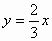 y = 2/3 x